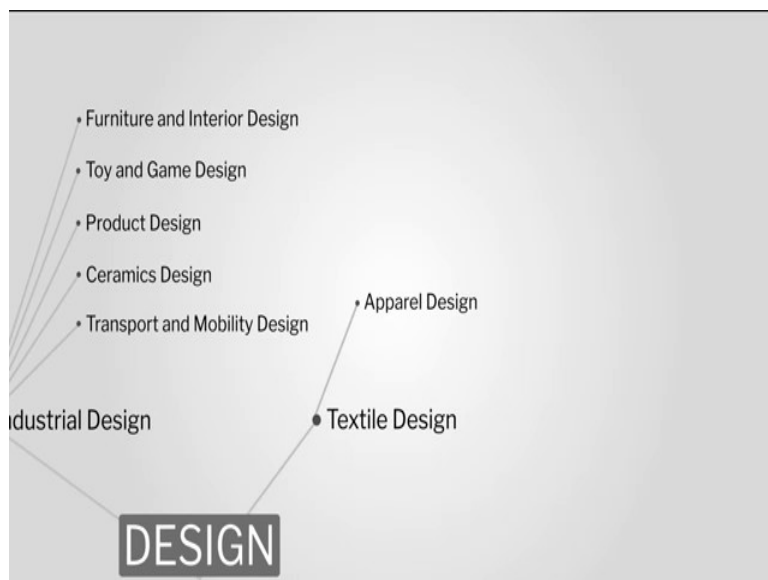 Furniture and Interior Design
Toy and Game Design
Product Design
Ceramics Design
Transport and Mobility Design
Apparel Design
ndustrial Design
Textile Design
DESIGN